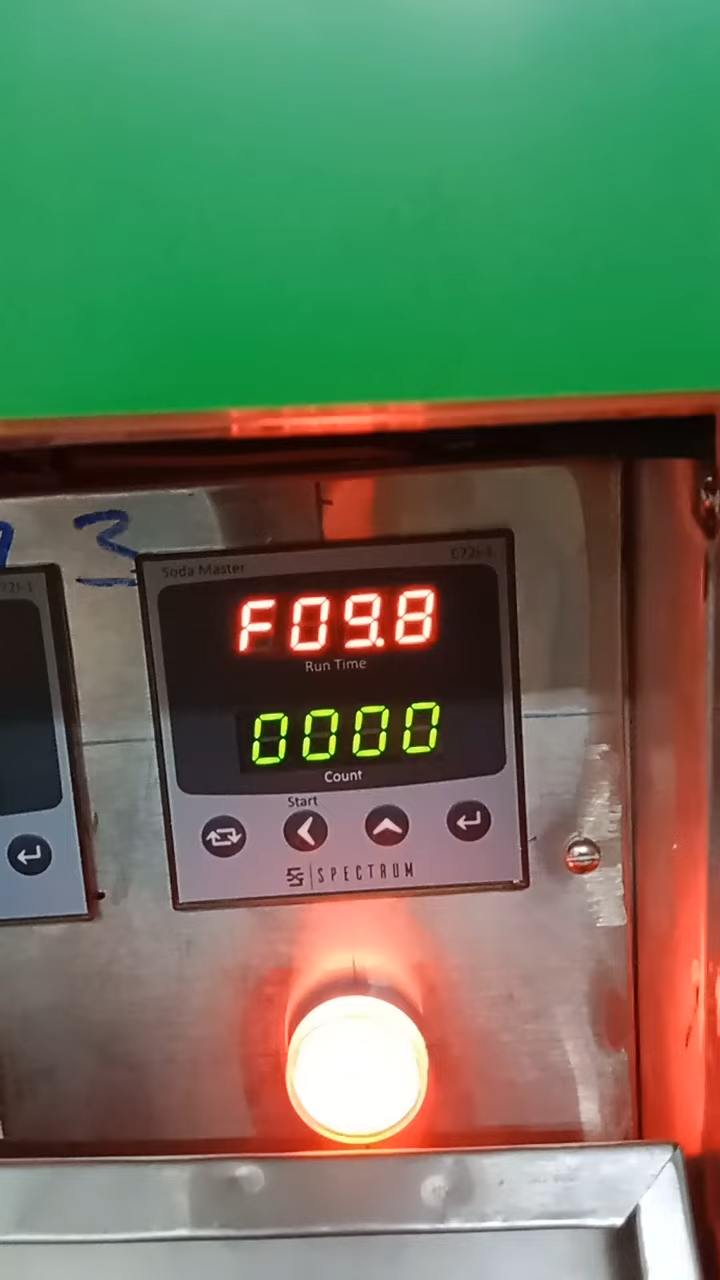 3
Soda Master
F09.8
Run Time
0000
Count
Start
SPECTRUM